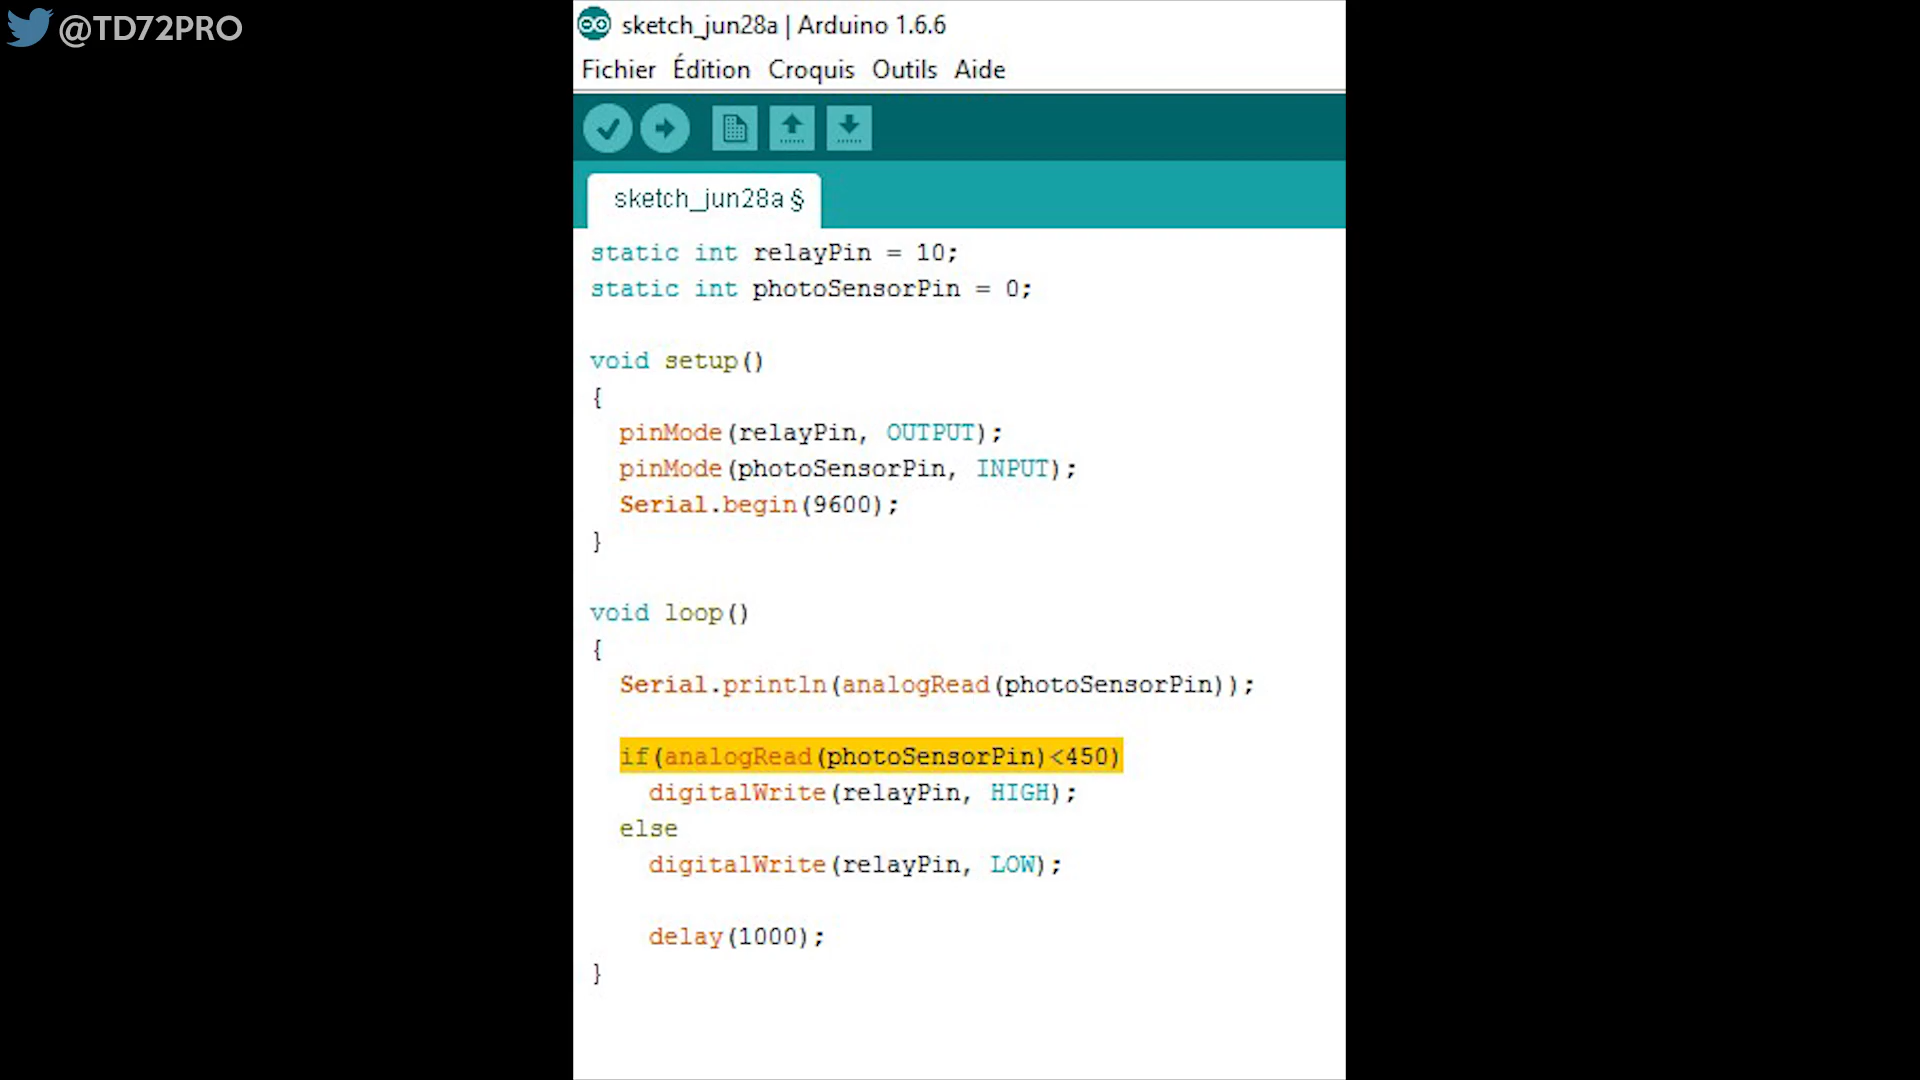 @TD72PRO
sketch_jun28a | Arduino 1.6.6
Fichier Édition Croquis Outils Aide
sketch_jun28a §
static int relayPin = 10;
static int photoSensorPin = 0;
void setup()
{
pinMode(relayPin, OUTPUT);
pinMode(photoSensorPin, INPUT);
Serial.begin(9600);
}
void loop()
{
Serial.println(analogRead(photoSensorPin));
if(analogRead(photoSensorPin)<450)
digitalWrite(relayPin, HIGH);
else
digitalWrite(relayPin, LOW);
delay(1000);
}